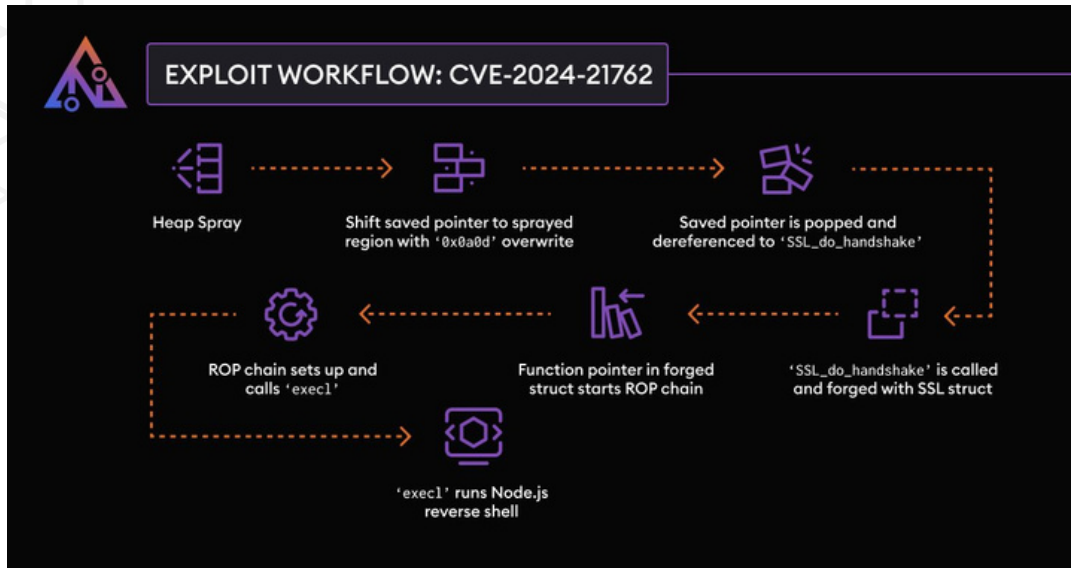 EXPLOIT WORKFLOW: CVE-2024-21762
Heap Spray
Shift saved pointer to sprayed
region with '0x0a0d' overwrite
Saved pointer is popped and
dereferenced to 'SSL_do_handshake'
ROP chain sets up and
calls 'execl'
Function pointer in forged
struct starts ROP chain
'SSL_do_handshake' is called
and forged with SSL struct
'execl' runs Node.js
reverse shell